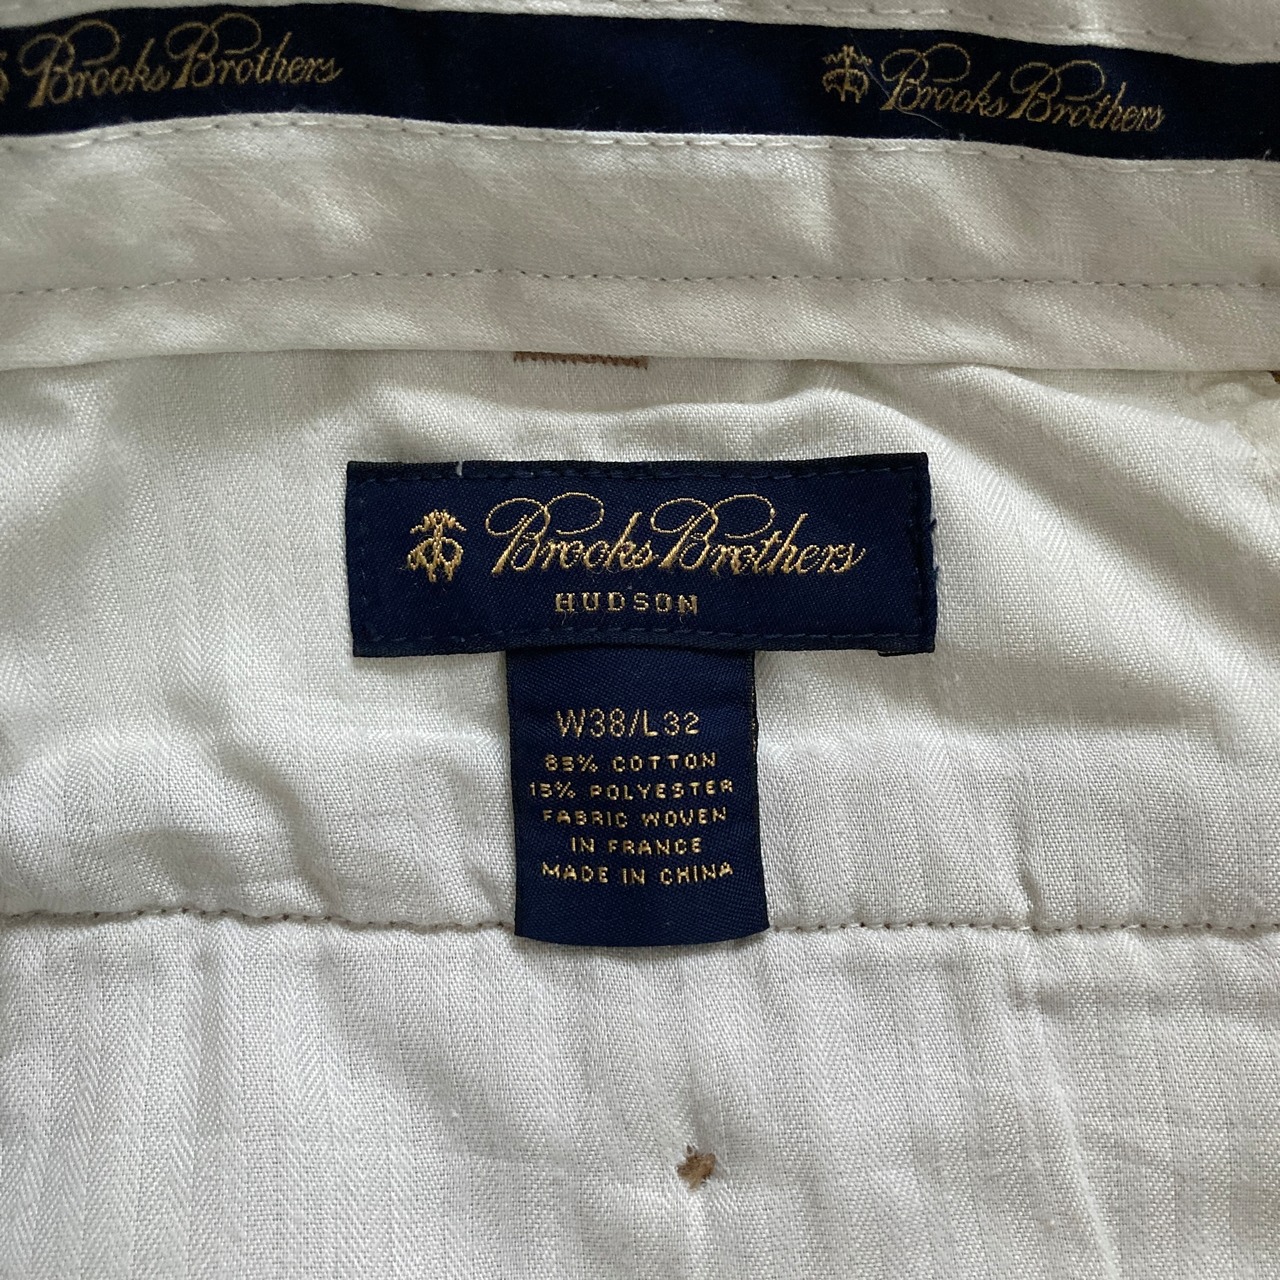 Brooks Brothers Brooks Brothers
Brooks Brothers
HUDSON
W38/L32
85% COTTON
15% POLYESTER
FABRIC WOVEN
IN FRANCE
MADE IN CHINA